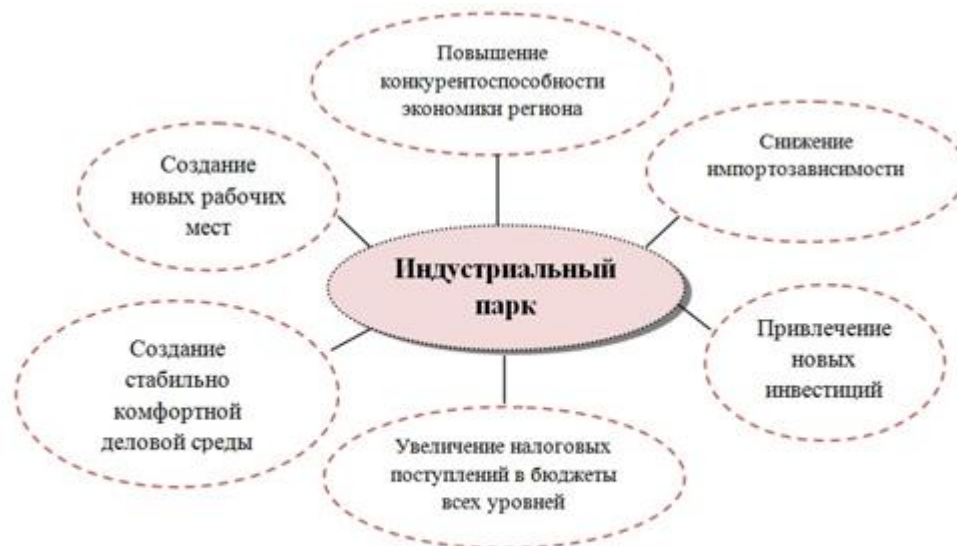 Повышение
конкурентоспособности
экономики региона
Снижение
импортозависимости
Создание
новых рабочих
мест
Индустриальный
парк
Привлечение
новых
инвестиций
Создание
стабильно
комфортной
деловой среды
Увеличение налоговых
поступлений в бюджеты
всех уровней